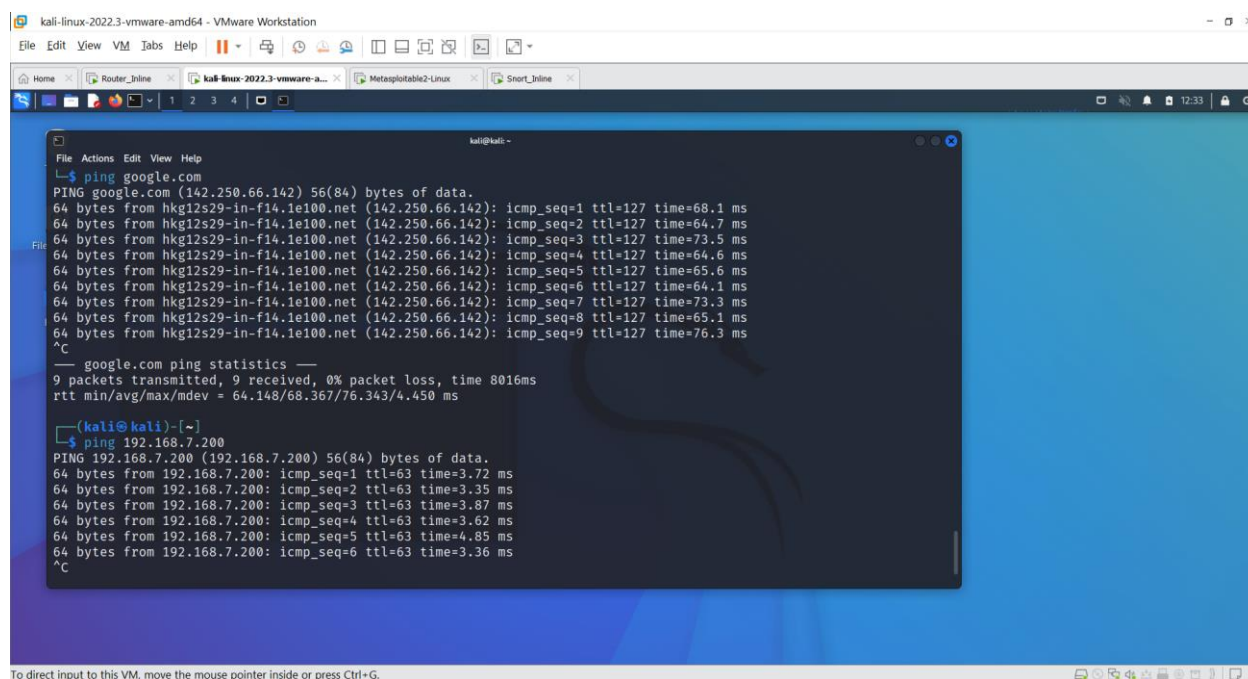 kali-linux-2022.3-vmware-amd64 - VMware Workstation
File Edit View VM Tabs Help
Home Router_Inline kali-linux-2022.3-vmware-a... Metasploitable2-Linux Snort_Inline
1 2 3 4 12:33
kali@kali: ~
File Actions Edit View Help
└─$ ping google.com
PING google.com (142.250.66.142) 56(84) bytes of data.
64 bytes from hkg12s29-in-f14.1e100.net (142.250.66.142): icmp_seq=1 ttl=127 time=68.1 ms
64 bytes from hkg12s29-in-f14.1e100.net (142.250.66.142): icmp_seq=2 ttl=127 time=64.7 ms
64 bytes from hkg12s29-in-f14.1e100.net (142.250.66.142): icmp_seq=3 ttl=127 time=73.5 ms
64 bytes from hkg12s29-in-f14.1e100.net (142.250.66.142): icmp_seq=4 ttl=127 time=64.6 ms
64 bytes from hkg12s29-in-f14.1e100.net (142.250.66.142): icmp_seq=5 ttl=127 time=65.6 ms
64 bytes from hkg12s29-in-f14.1e100.net (142.250.66.142): icmp_seq=6 ttl=127 time=64.1 ms
64 bytes from hkg12s29-in-f14.1e100.net (142.250.66.142): icmp_seq=7 ttl=127 time=73.3 ms
64 bytes from hkg12s29-in-f14.1e100.net (142.250.66.142): icmp_seq=8 ttl=127 time=65.1 ms
64 bytes from hkg12s29-in-f14.1e100.net (142.250.66.142): icmp_seq=9 ttl=127 time=76.3 ms
^C
── google.com ping statistics ──
9 packets transmitted, 9 received, 0% packet loss, time 8016ms
rtt min/avg/max/mdev = 64.148/68.367/76.343/4.450 ms
┌──(kali㉿kali)-[~]
└─$ ping 192.168.7.200
PING 192.168.7.200 (192.168.7.200) 56(84) bytes of data.
64 bytes from 192.168.7.200: icmp_seq=1 ttl=63 time=3.72 ms
64 bytes from 192.168.7.200: icmp_seq=2 ttl=63 time=3.35 ms
64 bytes from 192.168.7.200: icmp_seq=3 ttl=63 time=3.87 ms
64 bytes from 192.168.7.200: icmp_seq=4 ttl=63 time=3.62 ms
64 bytes from 192.168.7.200: icmp_seq=5 ttl=63 time=4.85 ms
64 bytes from 192.168.7.200: icmp_seq=6 ttl=63 time=3.36 ms
^C
To direct input to this VM, move the mouse pointer inside or press Ctrl+G.